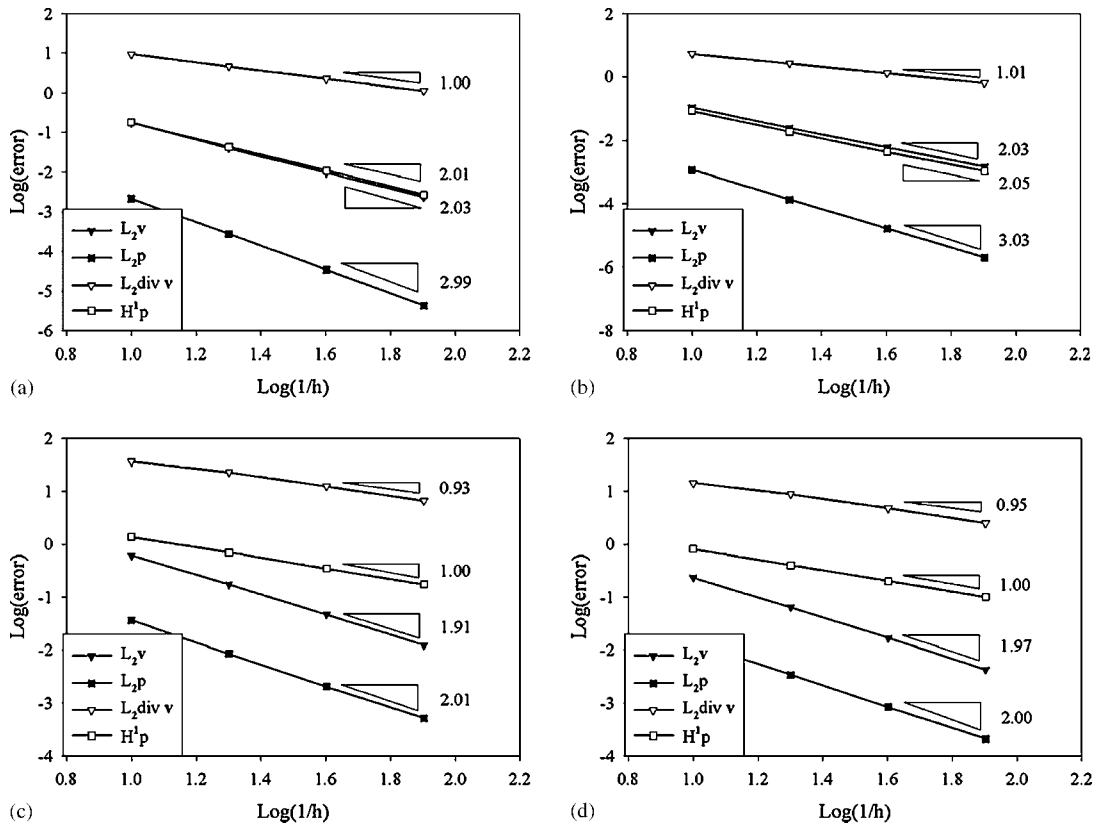 2
1
0
-1
-2
-3
-4
-5
-6
Log(error)
1.00
2.01
2.03
2.99
L₂v
L₂p
L₂div v
H¹p
0.8 1.0 1.2 1.4 1.6 1.8 2.0 2.2
(a) Log(1/h)
2
0
-2
-4
-6
-8
Log(error)
1.01
2.03
2.05
3.03
L₂v
L₂p
L₂div v
H¹p
0.8 1.0 1.2 1.4 1.6 1.8 2.0 2.2
(b) Log(1/h)
2
1
0
-1
-2
-3
-4
Log(error)
0.93
1.00
1.91
2.01
L₂v
L₂p
L₂div v
H¹p
0.8 1.0 1.2 1.4 1.6 1.8 2.0 2.2
(c) Log(1/h)
2
1
0
-1
-2
-3
-4
Log(error)
0.95
1.00
1.97
2.00
L₂v
L₂p
L₂div v
H¹p
0.8 1.0 1.2 1.4 1.6 1.8 2.0 2.2
(d) Log(1/h)